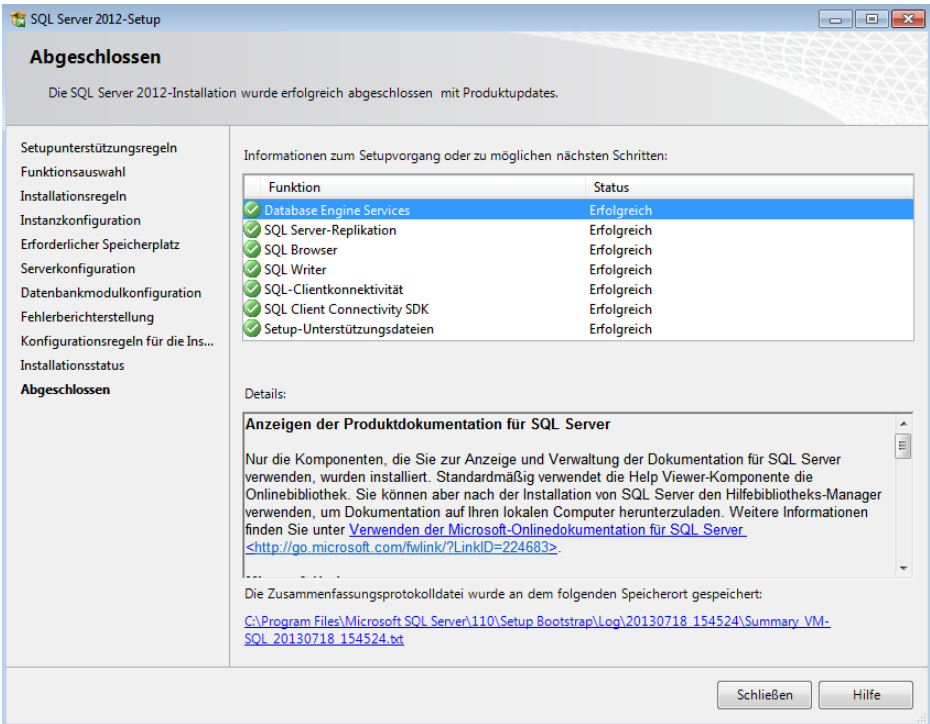 SQL Server 2012-Setup
Abgeschlossen
Die SQL Server 2012-Installation wurde erfolgreich abgeschlossen mit Produktupdates.
Setupunterstützungsregeln
Funktionsauswahl
Installationsregeln
Instanzkonfiguration
Erforderlicher Speicherplatz
Serverkonfiguration
Datenbankmodulkonfiguration
Fehlerberichterstellung
Konfigurationsregeln für die Ins...
Installationsstatus
Abgeschlossen
Informationen zum Setupvorgang oder zu möglichen nächsten Schritten:
Funktion Status
Database Engine Services Erfolgreich
SQL Server-Replikation Erfolgreich
SQL Browser Erfolgreich
SQL Writer Erfolgreich
SQL-Clientkonnektivität Erfolgreich
SQL Client Connectivity SDK Erfolgreich
Setup-Unterstützungsdateien Erfolgreich
Details:
Anzeigen der Produktdokumentation für SQL Server
Nur die Komponenten, die Sie zur Anzeige und Verwaltung der Dokumentation für SQL Server
verwenden, wurden installiert. Standardmäßig verwendet die Help Viewer-Komponente die
Onlinebibliothek. Sie können aber nach der Installation von SQL Server den Hilfebibliotheks-Manager
verwenden, um Dokumentation auf Ihren lokalen Computer herunterzuladen. Weitere Informationen
finden Sie unter Verwenden der Microsoft-Onlinedokumentation für SQL Server
<http://go.microsoft.com/fwlink/?LinkID=224683>.
Die Zusammenfassungsprotokolldatei wurde an dem folgenden Speicherort gespeichert:
C:\Program Files\Microsoft SQL Server\110\Setup Bootstrap\Log\20130718_154524\Summary_VM-
SQL_20130718_154524.txt
Schließen
Hilfe